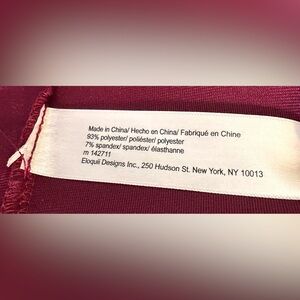 Made in China/ Hecho en China/ Fabriqué en Chine
93% polyester/ poliéster/ polyester
7% spandex/ spandex/ élasthanne
m 142711
Eloquii Designs Inc., 250 Hudson St. New York, NY 10013